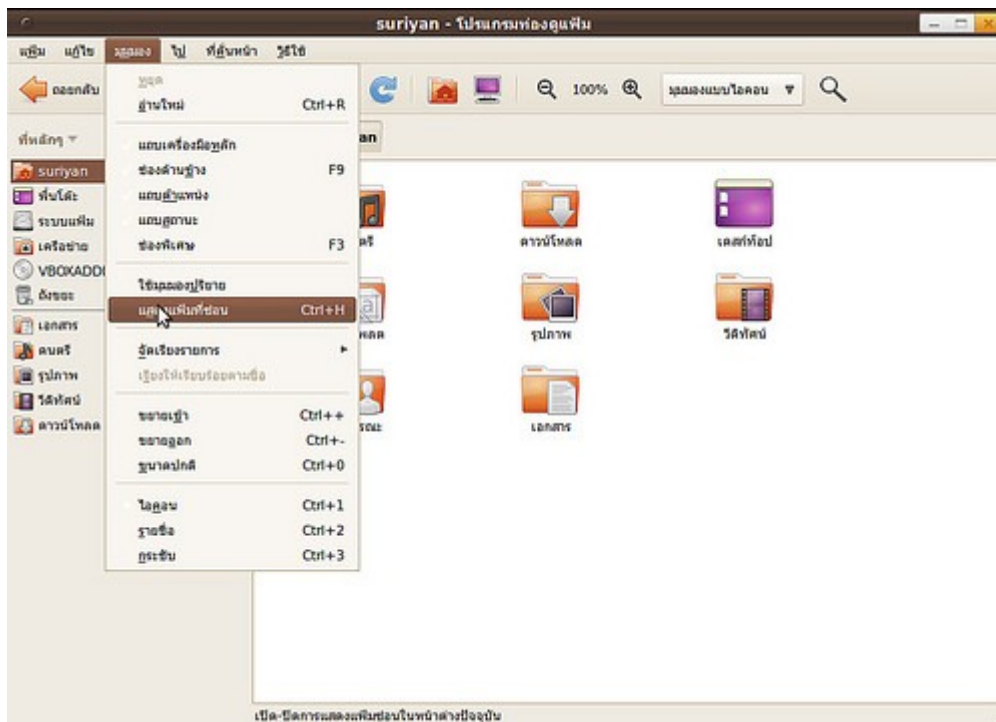 suriyan - โปรแกรมท่องดูแฟ้ม
แฟ้ม แก้ไข มุมมอง ไป ที่คั่นหน้า วิธีใช้
ถอยกลับ
100%
มุมมองแบบไอคอน
ที่หลักๆ
หยุด
อ่านใหม่ Ctrl+R
แถบเครื่องมือหลัก
ช่องด้านข้าง F9
แถบตำแหน่ง
แถบสถานะ
ช่องพิเศษ F3
ใช้มุมมองปริยาย
แสดงแฟ้มที่ซ่อน Ctrl+H
จัดเรียงรายการ
เรียงให้เรียบร้อยตามชื่อ
ขยายเข้า Ctrl++
ขยายออก Ctrl+-
ขนาดปกติ Ctrl+0
ไอคอน Ctrl+1
รายชื่อ Ctrl+2
กระชับ Ctrl+3
suriyan
พื้นโต๊ะ
ระบบแฟ้ม
เครือข่าย
VBOXADD
ถังขยะ
เอกสาร
ดนตรี
รูปภาพ
วีดิทัศน์
ดาวน์โหลด
ดาวน์โหลด
เดสก์ท็อป
รูปภาพ
วีดิทัศน์
เอกสาร
เปิด-ปิดการแสดงแฟ้มซ่อนในหน้าต่างปัจจุบัน